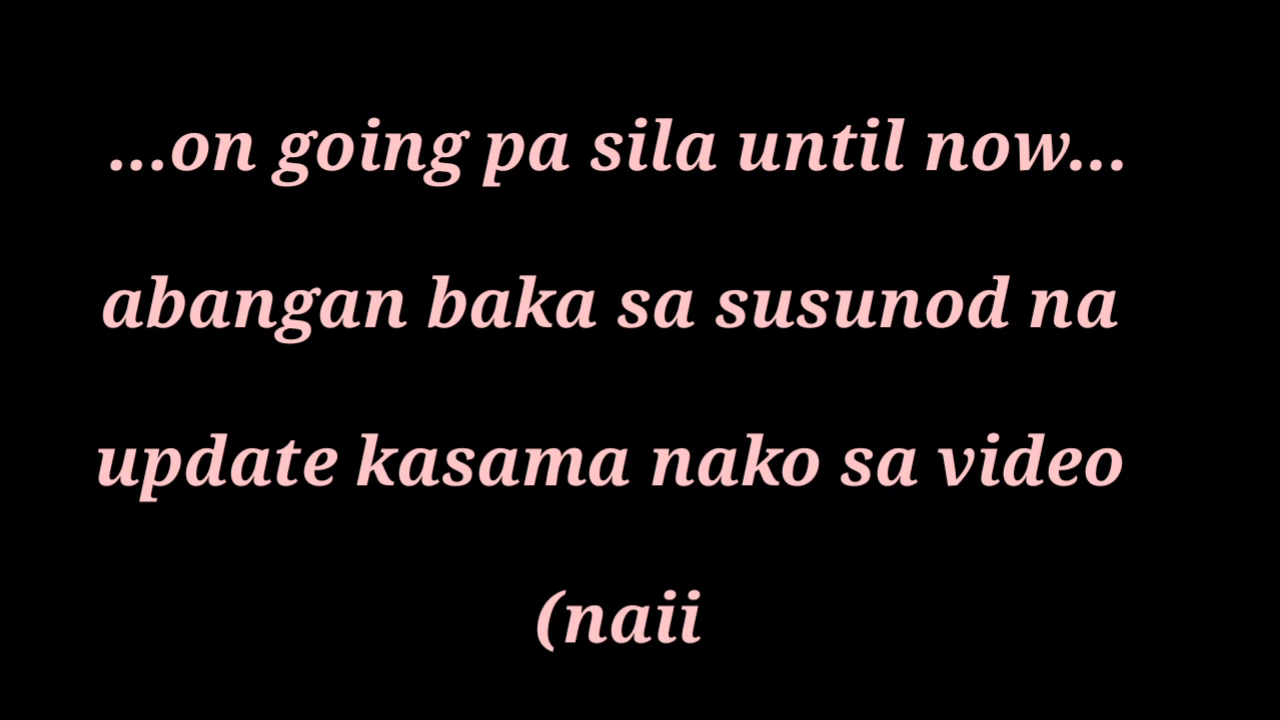 ...on going pa sila until now...
abangan baka sa susunod na
update kasama nako sa video
(naii